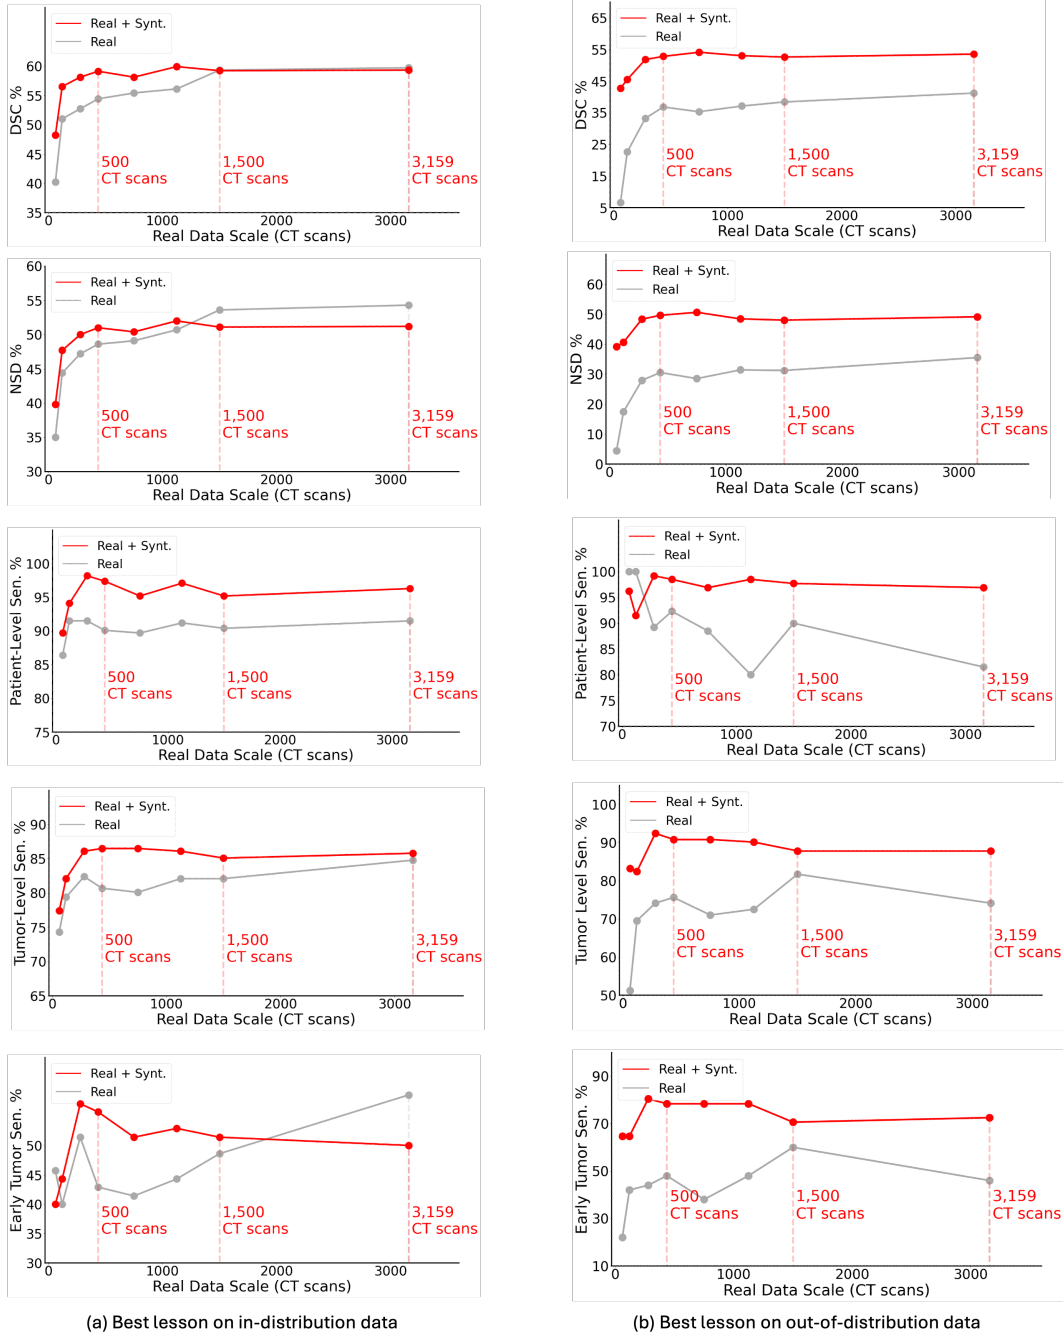 Real + Synt.
Real
DSC %
60
55
50
45
40
35
500
CT scans
1,500
CT scans
3,159
CT scans
0
1000
2000
3000
Real Data Scale (CT scans)
Real + Synt.
Real
DSC %
65
55
45
35
25
15
5
500
CT scans
1,500
CT scans
3,159
CT scans
0
1000
2000
3000
Real Data Scale (CT scans)
Real + Synt.
Real
NSD %
60
55
50
45
40
35
30
500
CT scans
1,500
CT scans
3,159
CT scans
0
1000
2000
3000
Real Data Scale (CT scans)
Real + Synt.
Real
NSD %
60
50
40
30
20
10
0
500
CT scans
1,500
CT scans
3,159
CT scans
0
1000
2000
3000
Real Data Scale (CT scans)
Real + Synt.
Real
Patient-Level Sen. %
100
95
90
85
80
75
500
CT scans
1,500
CT scans
3,159
CT scans
0
1000
2000
3000
Real Data Scale (CT scans)
Real + Synt.
Real
Patient-Level Sen. %
100
95
90
85
80
75
70
500
CT scans
1,500
CT scans
3,159
CT scans
0
1000
2000
3000
Real Data Scale (CT scans)
Real + Synt.
Real
Tumor-Level Sen. %
90
85
80
75
70
65
500
CT scans
1,500
CT scans
3,159
CT scans
0
1000
2000
3000
Real Data Scale (CT scans)
Real + Synt.
Real
Tumor Level Sen. %
100
90
80
70
60
50
500
CT scans
1,500
CT scans
3,159
CT scans
0
1000
2000
3000
Real Data Scale (CT scans)
Real + Synt.
Real
Early Tumor Sen. %
50
45
40
35
30
500
CT scans
1,500
CT scans
3,159
CT scans
0
1000
2000
3000
Real Data Scale (CT scans)
Real + Synt.
Real
Early Tumor Sen. %
90
70
50
30
10
500
CT scans
1,500
CT scans
3,159
CT scans
0
1000
2000
3000
Real Data Scale (CT scans)
(a) Best lesson on in-distribution data
(b) Best lesson on out-of-distribution data